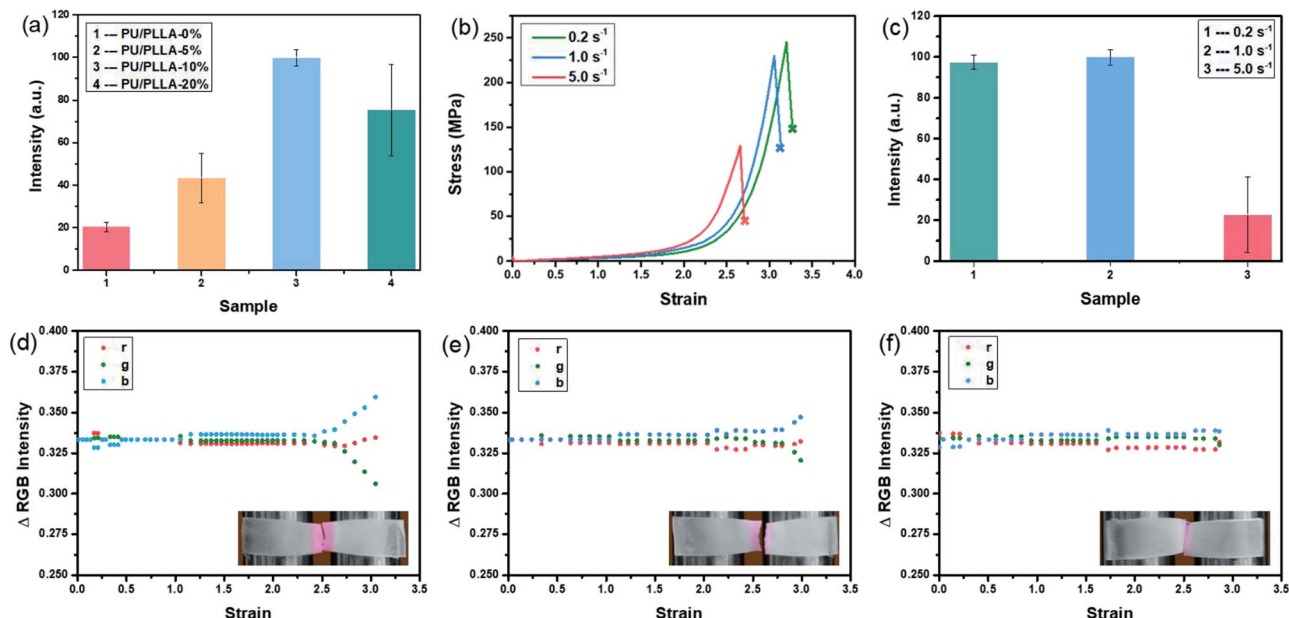 (a)
120
100
80
60
40
20
0
Intensity (a.u.)
1 --- PU/PLLA-0%
2 --- PU/PLLA-5%
3 --- PU/PLLA-10%
4 --- PU/PLLA-20%
1 2 3 4
Sample
(b)
250
200
150
100
50
0
Stress (MPa)
0.2 s⁻¹
1.0 s⁻¹
5.0 s⁻¹
0.0 0.5 1.0 1.5 2.0 2.5 3.0 3.5 4.0
Strain
(c)
120
100
80
60
40
20
0
Intensity (a.u.)
1 --- 0.2 s⁻¹
2 --- 1.0 s⁻¹
3 --- 5.0 s⁻¹
1 2 3
Sample
(d)
0.400
0.375
0.350
0.325
0.300
0.275
0.250
Δ RGB Intensity
r
g
b
0.0 0.5 1.0 1.5 2.0 2.5 3.0 3.5
Strain
(e)
0.400
0.375
0.350
0.325
0.300
0.275
0.250
Δ RGB Intensity
r
g
b
0.0 0.5 1.0 1.5 2.0 2.5 3.0 3.5
Strain
(f)
0.400
0.375
0.350
0.325
0.300
0.275
0.250
Δ RGB Intensity
r
g
b
0.0 0.5 1.0 1.5 2.0 2.5 3.0 3.5
Strain